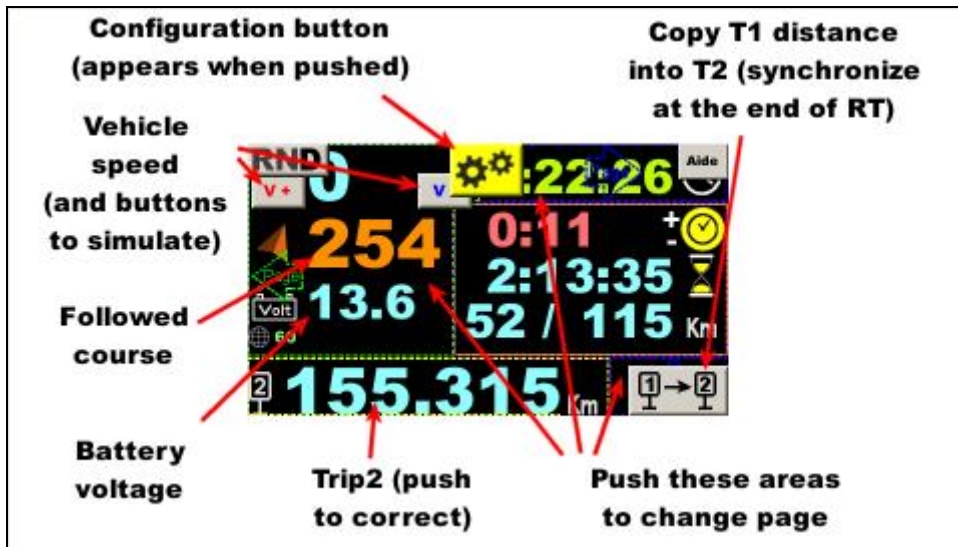 Configuration button
(appears when pushed)
Copy T1 distance
into T2 (synchronize
at the end of RT)
Vehicle
speed
(and buttons
to simulate)
Followed
course
Battery
voltage
RND
0
V +
V
:22:26
Aide
254
0:11
+
-
2:13:35
Volt
13.6
52 / 115 Km
2
155.315 Km
1 → 2
Trip2 (push
to correct)
Push these areas
to change page